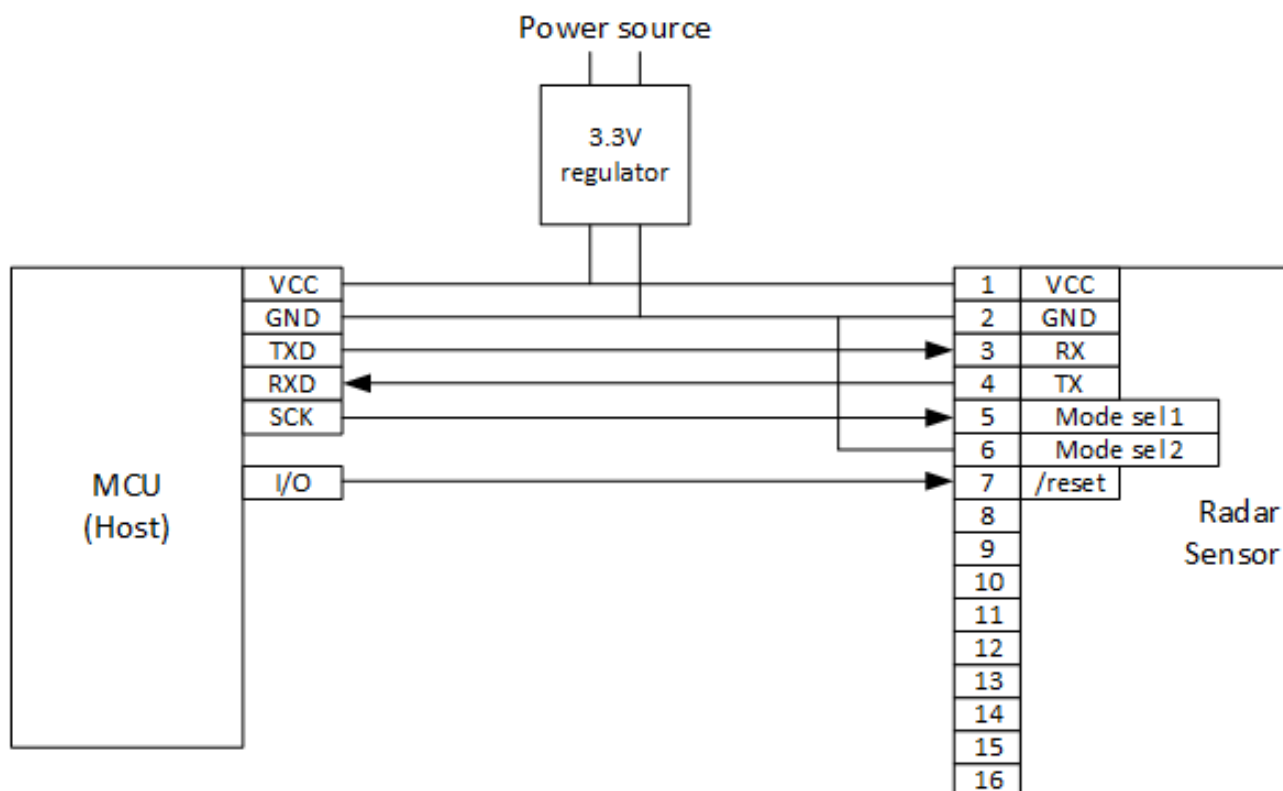 Power source
3.3V
regulator
VCC 1 VCC
GND 2 GND
TXD 3 RX
RXD 4 TX
SCK 5 Mode sel1
6 Mode sel2
I/O 7 /reset
MCU
(Host)
8
9
10
11
12
13
14
15
16
Radar
Sensor